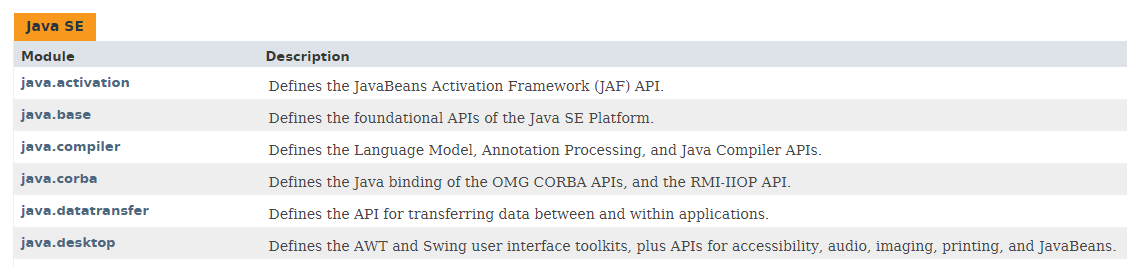 Java SE
Module Description
java.activation Defines the JavaBeans Activation Framework (JAF) API.
java.base Defines the foundational APIs of the Java SE Platform.
java.compiler Defines the Language Model, Annotation Processing, and Java Compiler APIs.
java.corba Defines the Java binding of the OMG CORBA APIs, and the RMI-IIOP API.
java.datatransfer Defines the API for transferring data between and within applications.
java.desktop Defines the AWT and Swing user interface toolkits, plus APIs for accessibility, audio, imaging, printing, and JavaBeans.